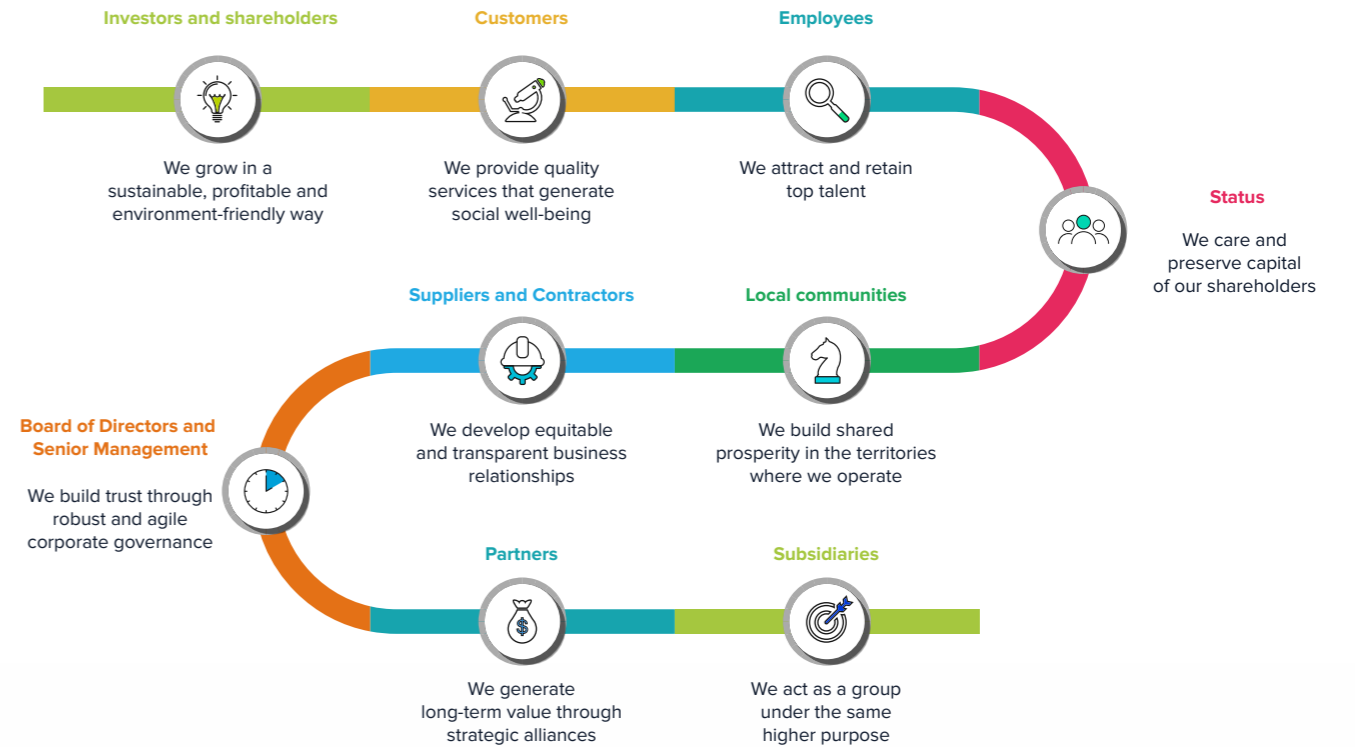 Investors and shareholders
We grow in a
sustainable, profitable and
environment-friendly way
Customers
We provide quality
services that generate
social well-being
Employees
We attract and retain
top talent
Status
We care and
preserve capital
of our shareholders
Local communities
We build shared
prosperity in the territories
where we operate
Suppliers and Contractors
We develop equitable
and transparent business
relationships
Board of Directors and
Senior Management
We build trust through
robust and agile
corporate governance
Partners
$
We generate
long-term value through
strategic alliances
Subsidiaries
We act as a group
under the same
higher purpose